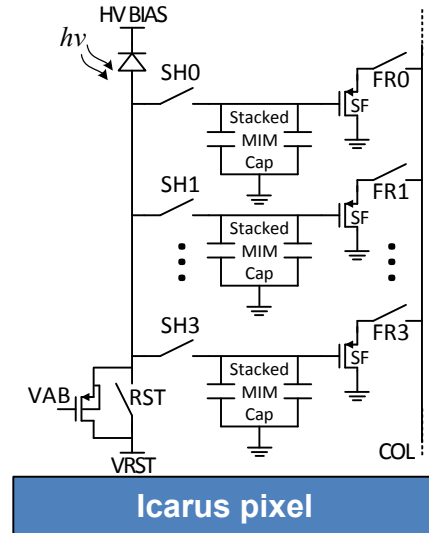 HV BIAS
hv
SH0
FR0
Stacked
MIM
Cap
SF
SH1
FR1
Stacked
MIM
Cap
SF
SH3
FR3
Stacked
MIM
Cap
SF
VAB
RST
VRST
COL
Icarus pixel